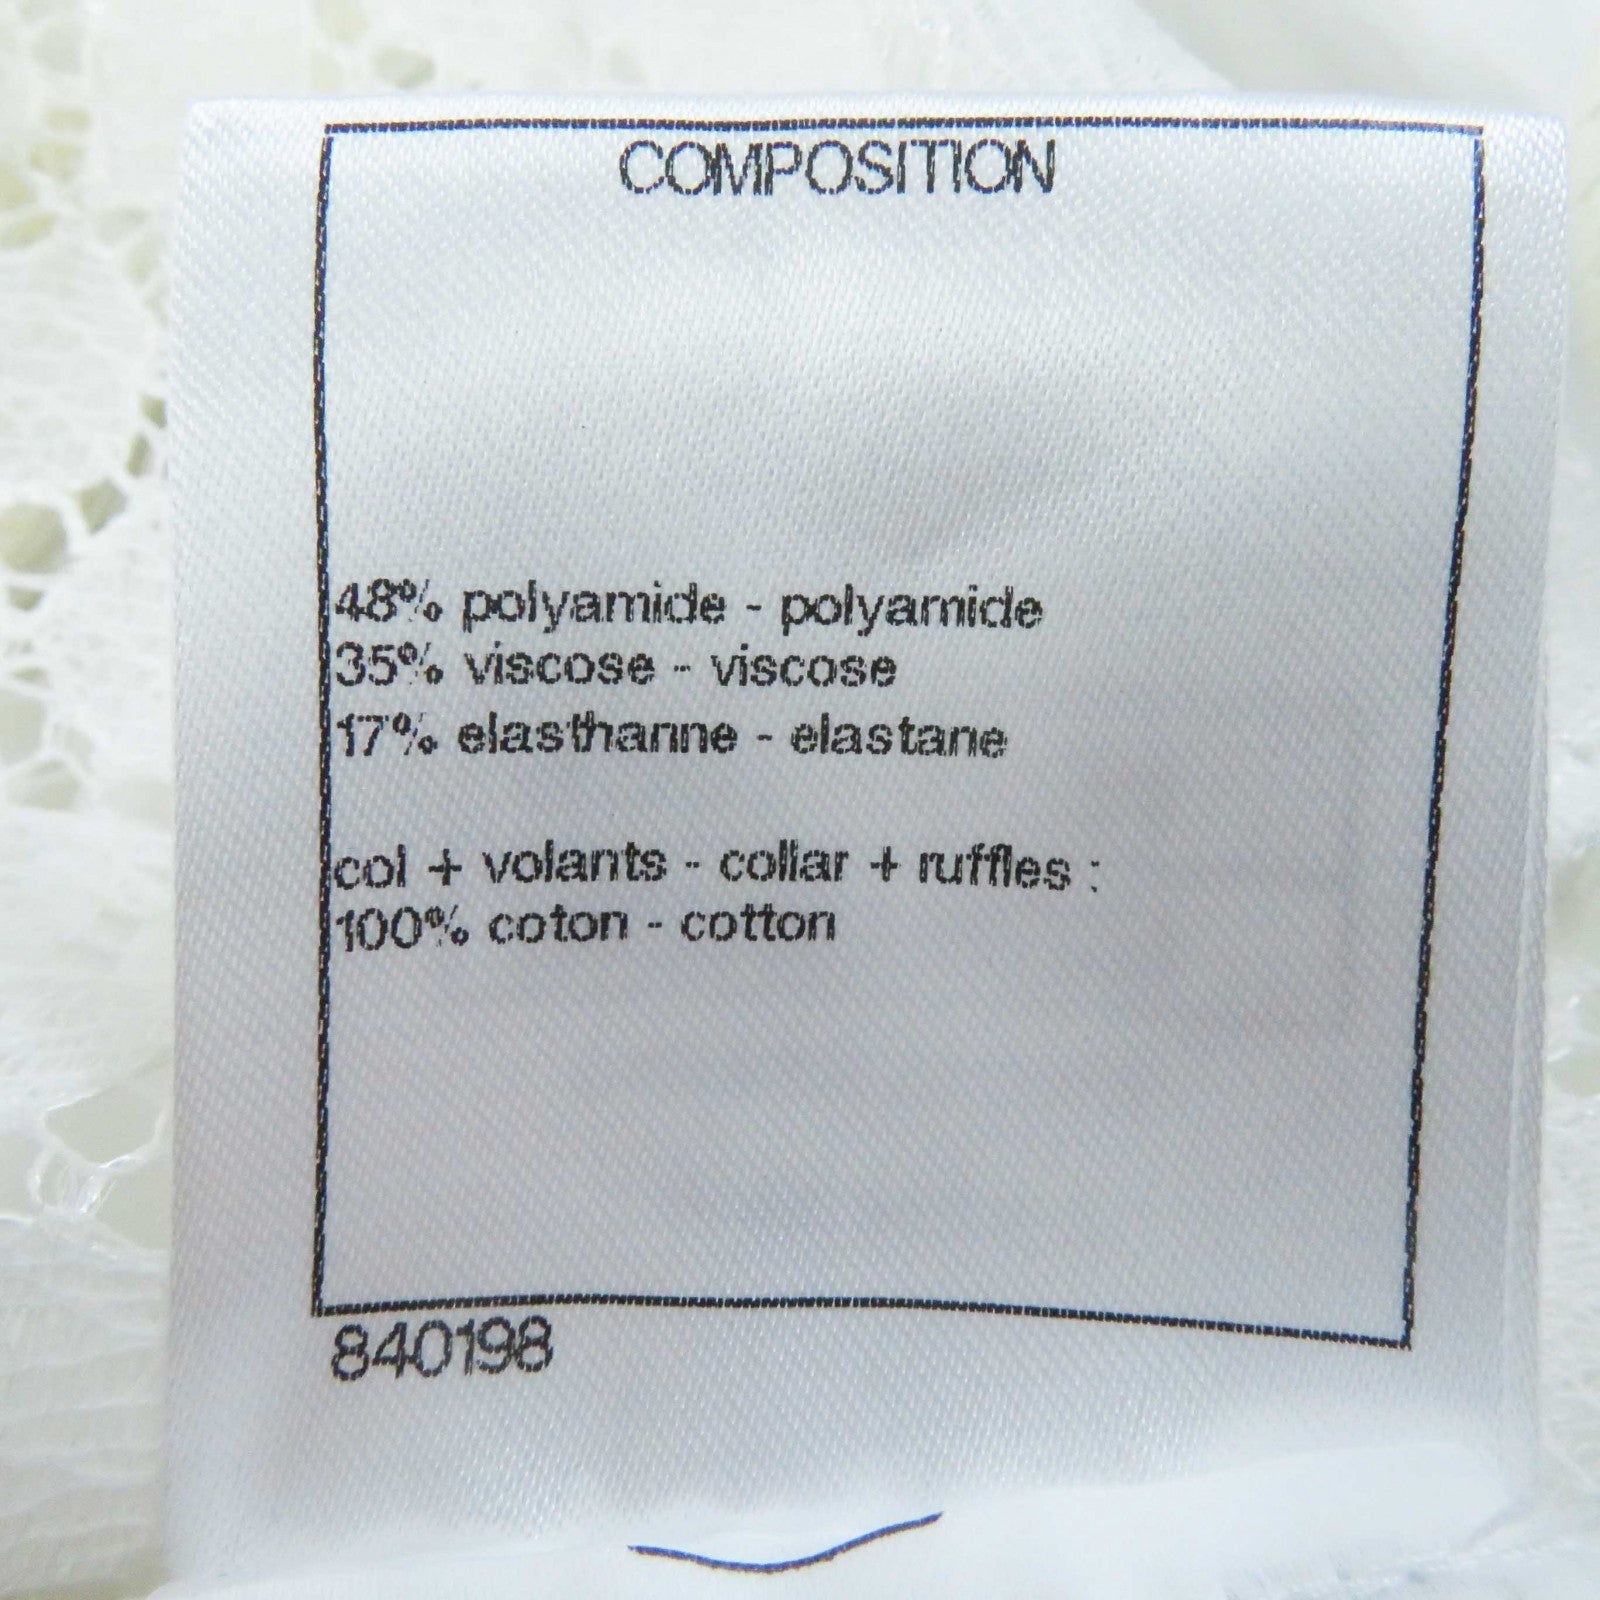 COMPOSITION
48% polyamide - polyamide
35% viscose - viscose
17% elasthanne - elastane
col + volants - collar + ruffles :
100% coton - cotton
840198